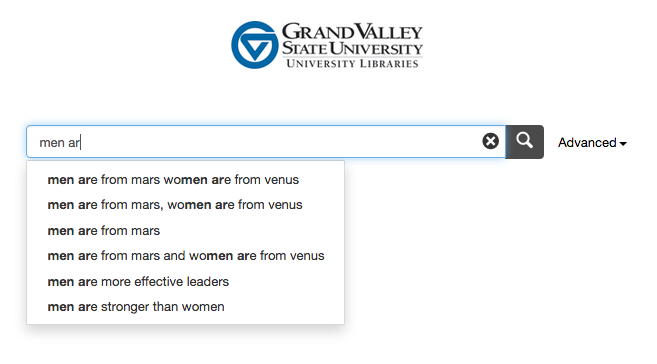 GRAND VALLEY
STATE UNIVERSITY
UNIVERSITY LIBRARIES
men ar
Advanced
men are from mars women are from venus
men are from mars, women are from venus
men are from mars
men are from mars and women are from venus
men are more effective leaders
men are stronger than women